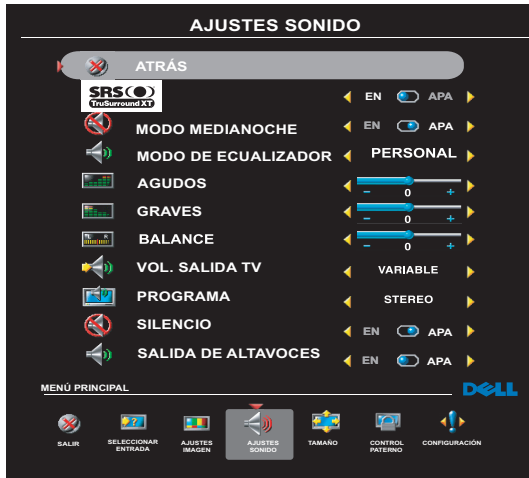 AJUSTES SONIDO
ATRÁS
SRS
TruSurround XT
EN APA
MODO MEDIANOCHE EN APA
MODO DE ECUALIZADOR PERSONAL
AGUDOS - 0 +
GRAVES - 0 +
BALANCE - 0 +
VOL. SALIDA TV VARIABLE
PROGRAMA STEREO
SILENCIO EN APA
SALIDA DE ALTAVOCES EN APA
MENÚ PRINCIPAL
DELL
SALIR
SELECCIONAR
ENTRADA
AJUSTES
IMAGEN
AJUSTES
SONIDO
TAMAÑO
CONTROL
PATERNO
CONFIGURACIÓN